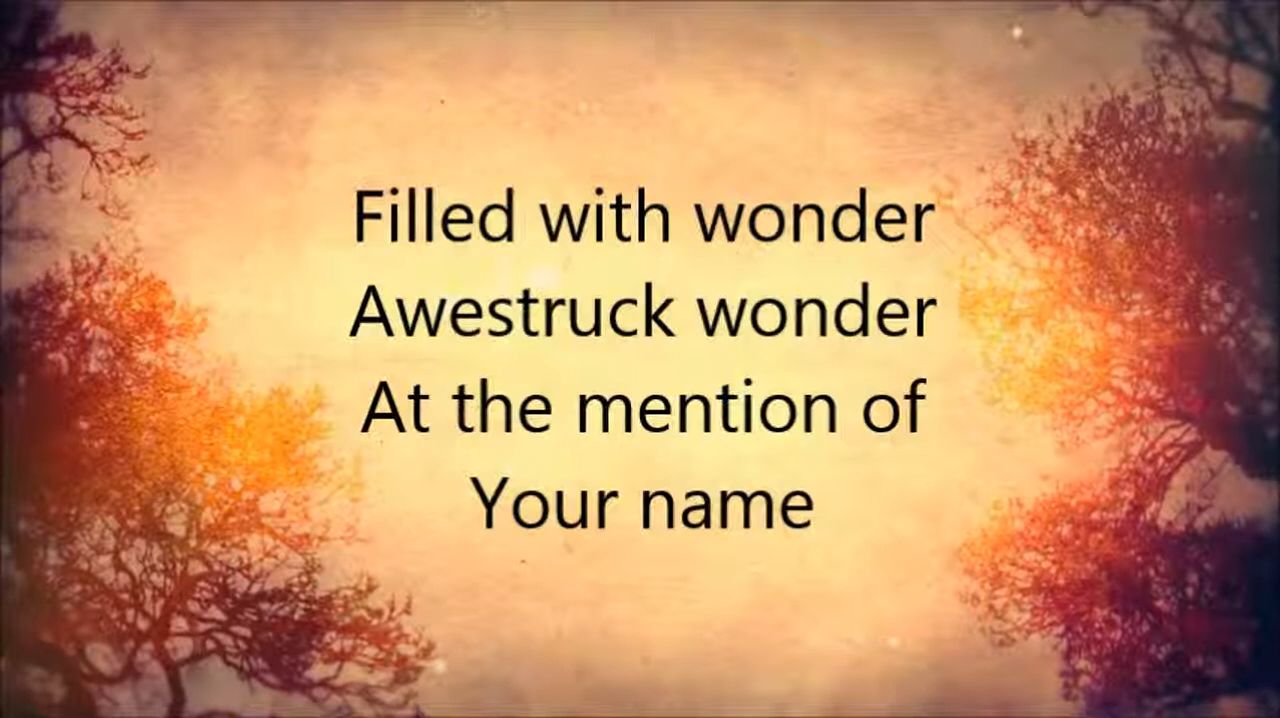 Filled with wonder
Awestruck wonder
At the mention of
Your name